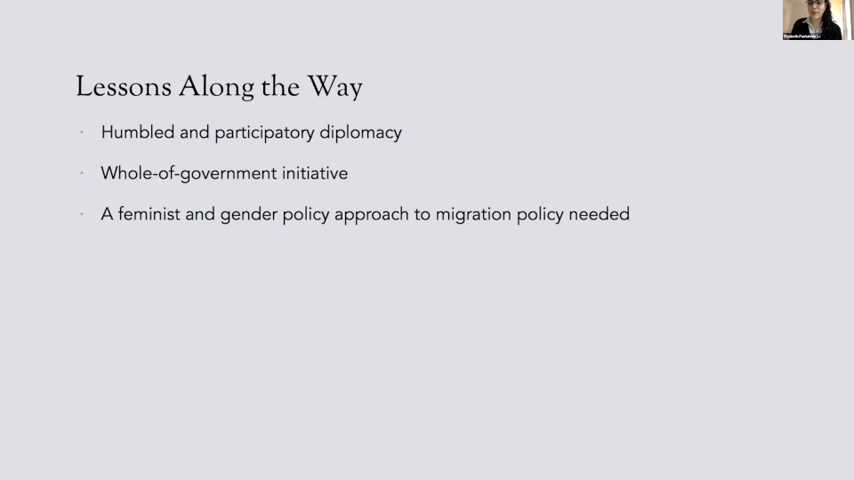 Lessons Along the Way
· Humbled and participatory diplomacy
· Whole-of-government initiative
· A feminist and gender policy approach to migration policy needed